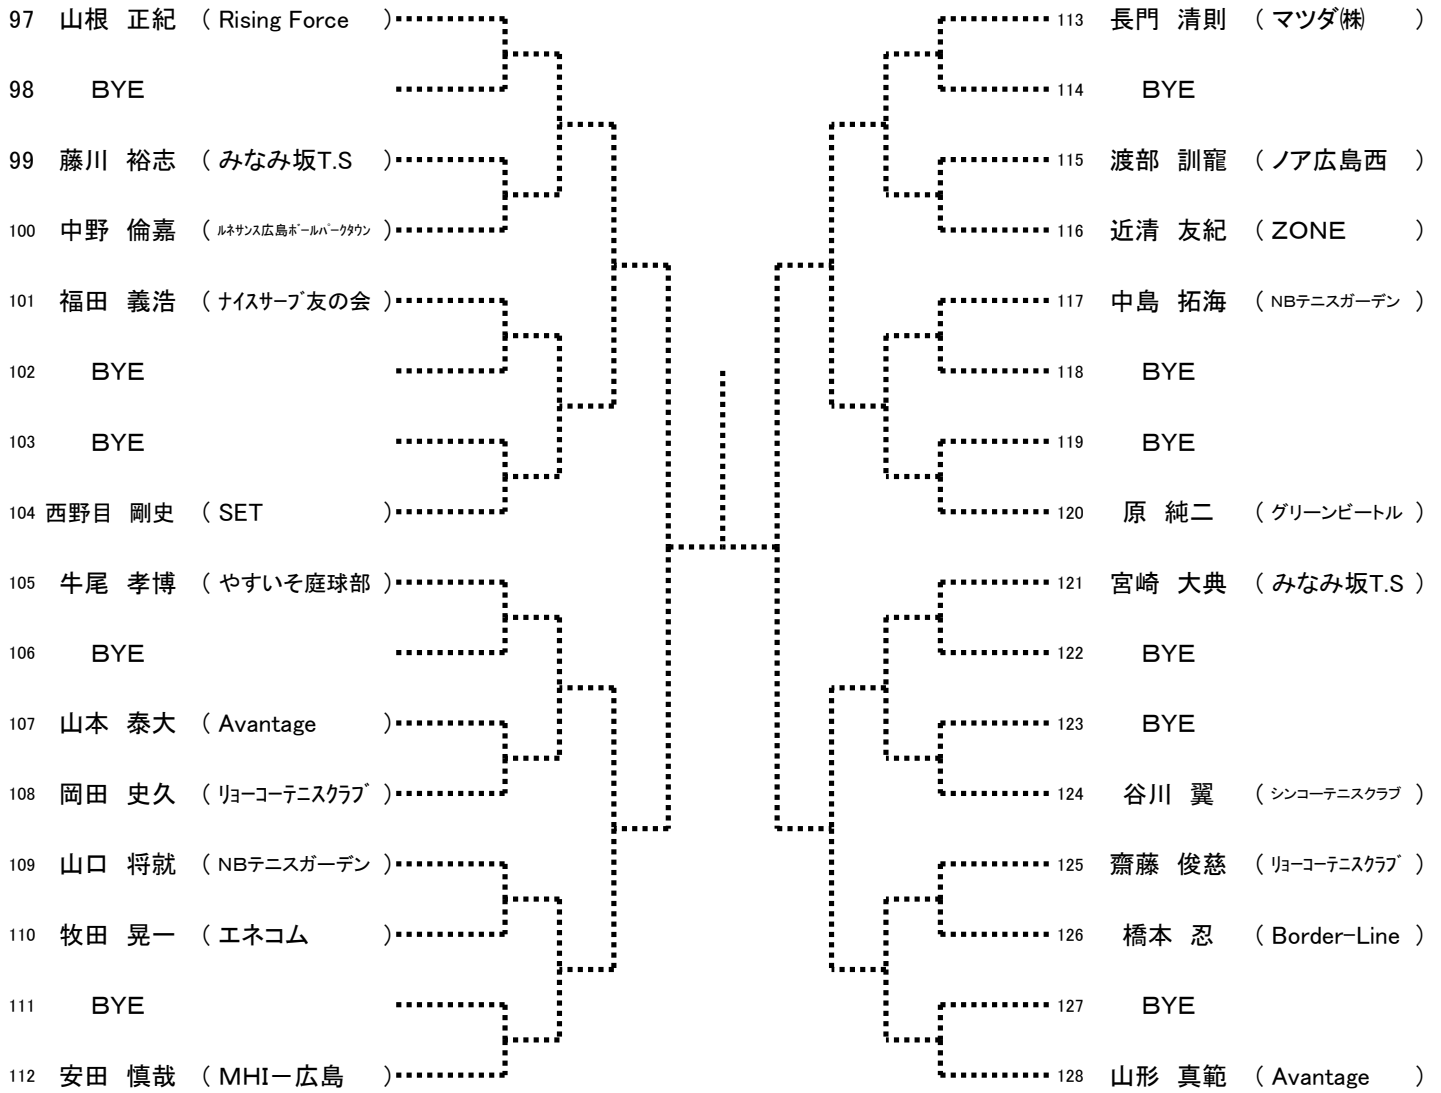 97 山根 正紀 （ Rising Force ）
98 BYE
99 藤川 裕志 （ みなみ坂T.S ）
100 中野 倫嘉 （ ﾙﾈｻﾝｽ広島ﾎﾞｰﾙﾊﾟｰｸﾀｳﾝ ）
101 福田 義浩 （ ﾅｲｽｻｰﾌﾞ友の会 ）
102 BYE
103 BYE
104 西野目 剛史 （ SET ）
105 牛尾 孝博 （ やすいそ庭球部 ）
106 BYE
107 山本 泰大 （ Avantage ）
108 岡田 史久 （ ﾘｮｰｺｰﾃﾆｽｸﾗﾌﾞ ）
109 山口 将就 （ NBテニスガーデン ）
110 牧田 晃一 （ エネコム ）
111 BYE
112 安田 慎哉 （ MHI－広島 ）
113 長門 清則 （ マツダ㈱ ）
114 BYE
115 渡部 訓寵 （ ノア広島西 ）
116 近清 友紀 （ ZONE ）
117 中島 拓海 （ NBテニスガーデン ）
118 BYE
119 BYE
120 原 純二 （ グリーンビートル ）
121 宮崎 大典 （ みなみ坂T.S ）
122 BYE
123 BYE
124 谷川 翼 （ シンコーテニスクラブ ）
125 齋藤 俊慈 （ ﾘｮｰｺｰﾃﾆｽｸﾗﾌﾞ ）
126 橋本 忍 （ Border-Line ）
127 BYE
128 山形 真範 （ Avantage ）